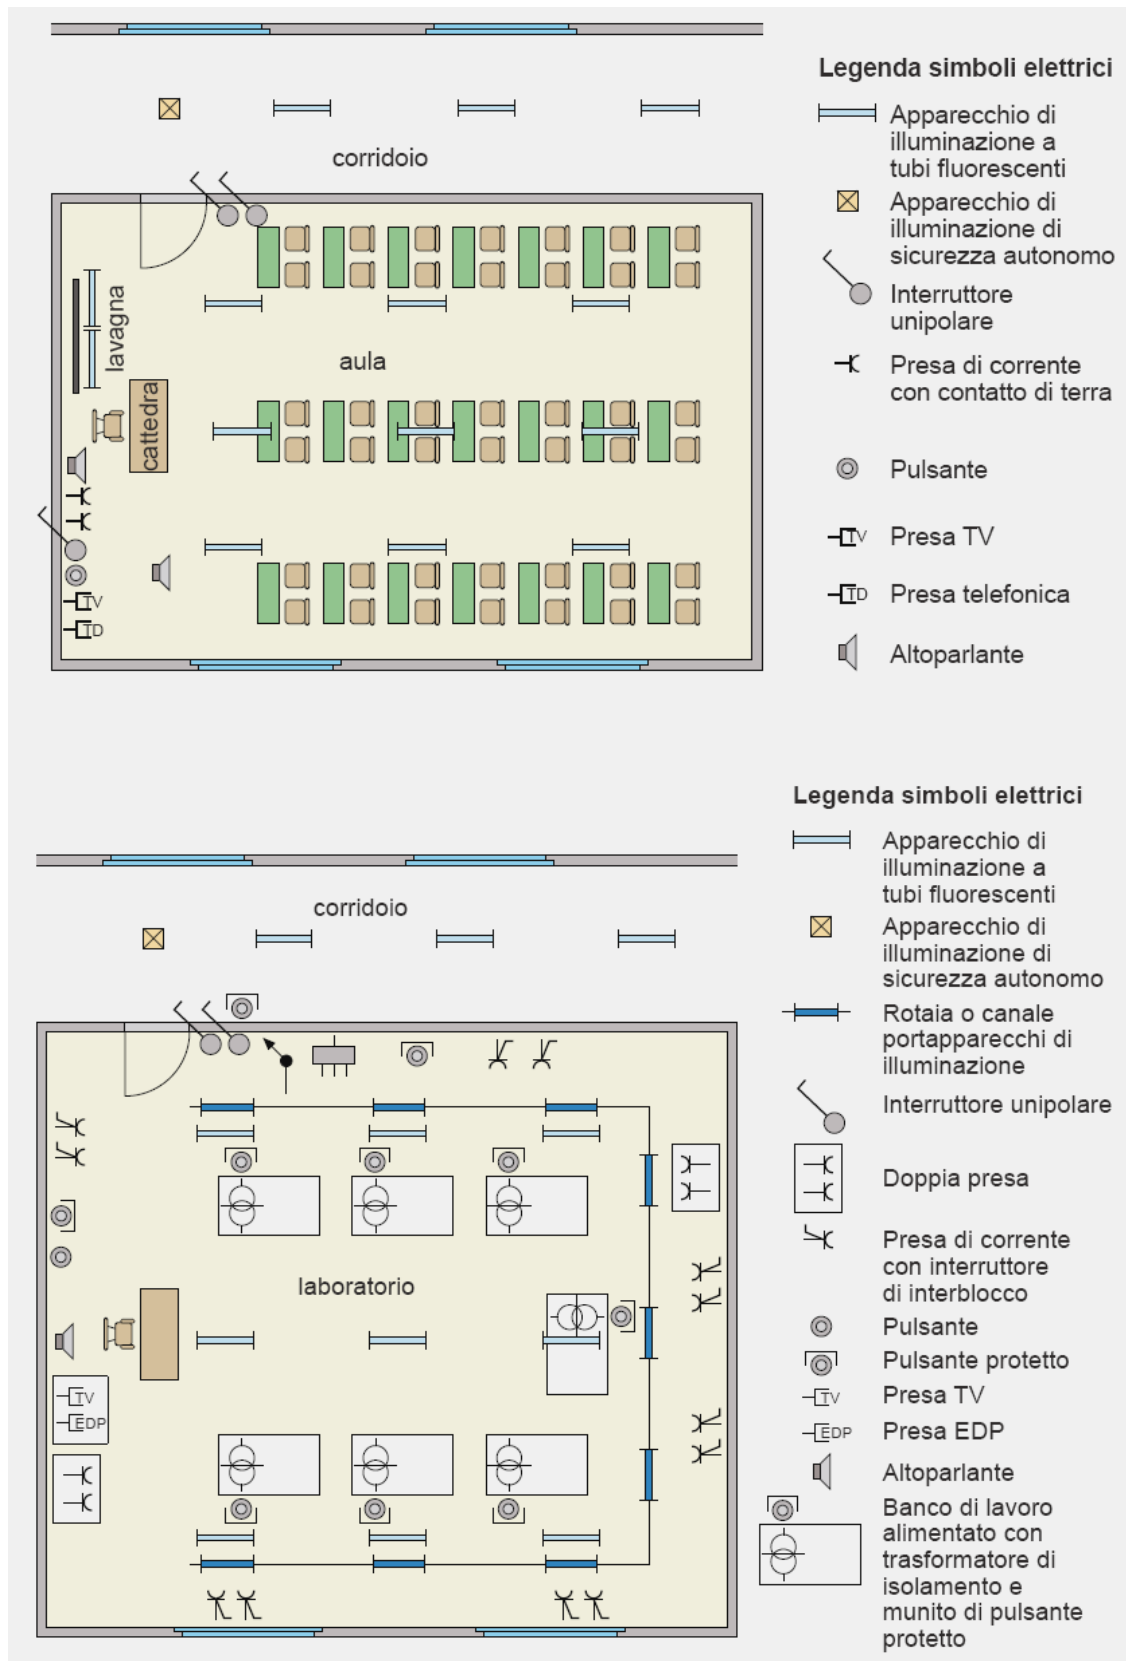 Legenda simboli elettrici
Apparecchio di
illuminazione a
tubi fluorescenti
corridoio
Apparecchio di
illuminazione di
sicurezza autonomo
Interruttore
unipolare
lavagna
aula
Presa di corrente
con contatto di terra
cattedra
Pulsante
TV
Presa TV
TD
Presa telefonica
TV
TD
Altoparlante
Legenda simboli elettrici
Apparecchio di
illuminazione a
tubi fluorescenti
corridoio
Apparecchio di
illuminazione di
sicurezza autonomo
Rotaia o canale
portapparecchi di
illuminazione
Interruttore unipolare
Doppia presa
Presa di corrente
con interruttore
di interblocco
laboratorio
Pulsante
Pulsante protetto
TV
Presa TV
EDP
Presa EDP
TV
EDP
Altoparlante
Banco di lavoro
alimentato con
trasformatore di
isolamento e
munito di pulsante
protetto